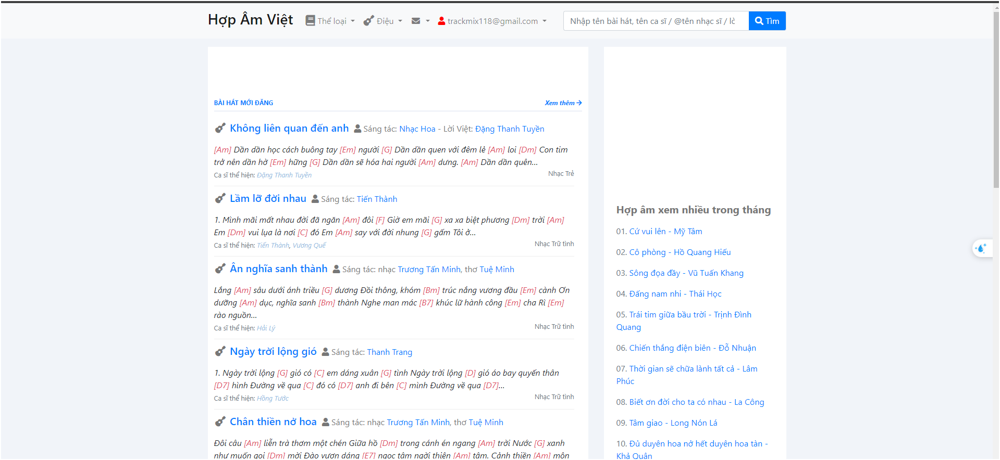 Hợp Âm Việt Thể loại Điệu trackmix118@gmail.com Nhập tên bài hát, tên ca sĩ / @tên nhạc sĩ / lờ Tìm
BÀI HÁT MỚI ĐĂNG Xem thêm →
Không liên quan đến anh Sáng tác: Nhạc Hoa - Lời Việt: Đặng Thanh Tuyền
[Am] Dần dần học cách buông tay [Em] người [G] Dần dần quen với đêm lẻ [Am] loi [Dm] Con tim
trở nên dần hờ [Em] hững [G] Dần dần sẽ hóa hai người [Am] dưng. [Am] Dần dần quên...
Ca sĩ thể hiện: Đặng Thanh Tuyền Nhạc Trẻ
Lầm lỡ đời nhau Sáng tác: Tiến Thành
1. Mình mãi mất nhau đời đã ngăn [Am] đôi [F] Giờ em mãi [G] xa xa biệt phương [Dm] trời [Am]
Em [Dm] vui lụa là nơi [C] đó Em [Am] say với đời nhung [G] gấm Tôi ở...
Ca sĩ thể hiện: Tiến Thành, Vương Quế Nhạc Trữ tình
Ân nghĩa sanh thành Sáng tác: nhạc Trương Tấn Minh, thơ Tuệ Minh
Lắng [Am] sâu dưới ánh triều [G] dương Đồi thông, khóm [Bm] trúc nắng vương đầu [Em] cành Ơn
dưỡng [Am] dục, nghĩa sanh [Bm] thành Nghe man mác [B7] khúc lữ hành công [Em] cha Rì [Em]
rào nguồn...
Ca sĩ thể hiện: Hải Lý Nhạc Trữ tình
Ngày trời lộng gió Sáng tác: Thanh Trang
1. Ngày trời lộng [G] gió có [C] em dáng xuân [G] tình Ngày trời lộng [D] gió áo bay quyến thân
[D7] hình Đường về qua [C] đó có [D7] anh đi bên [C] mình Đường về qua [D7]...
Ca sĩ thể hiện: Hồng Tước Nhạc Trữ tình
Chân thiền nở hoa Sáng tác: nhạc Trương Tấn Minh, thơ Tuệ Minh
Đôi câu [Am] liễn trà thơm một chén Giữa hồ [Dm] trong cánh én ngang [Am] trời Nước [G] xanh
như muốn gọi [Dm] mời Đào vươn dáng [E7] ngọc tâm ngời thiện [Am] tâm. Cảnh thiền [Am] môn
Hợp âm xem nhiều trong tháng
01. Cứ vui lên - Mỹ Tâm
02. Cô phòng - Hồ Quang Hiếu
03. Sông đọa đầy - Vũ Tuấn Khang
04. Đấng nam nhi - Thái Học
05. Trái tim giữa bầu trời - Trịnh Đình
Quang
06. Chiến thắng điện biên - Đỗ Nhuận
07. Thời gian sẽ chữa lành tất cả - Lâm
Phúc
08. Biết ơn đời cho ta có nhau - La Công
09. Tâm giao - Long Nón Lá
10. Đủ duyên hoa nở hết duyên hoa tàn -
Khả Quân